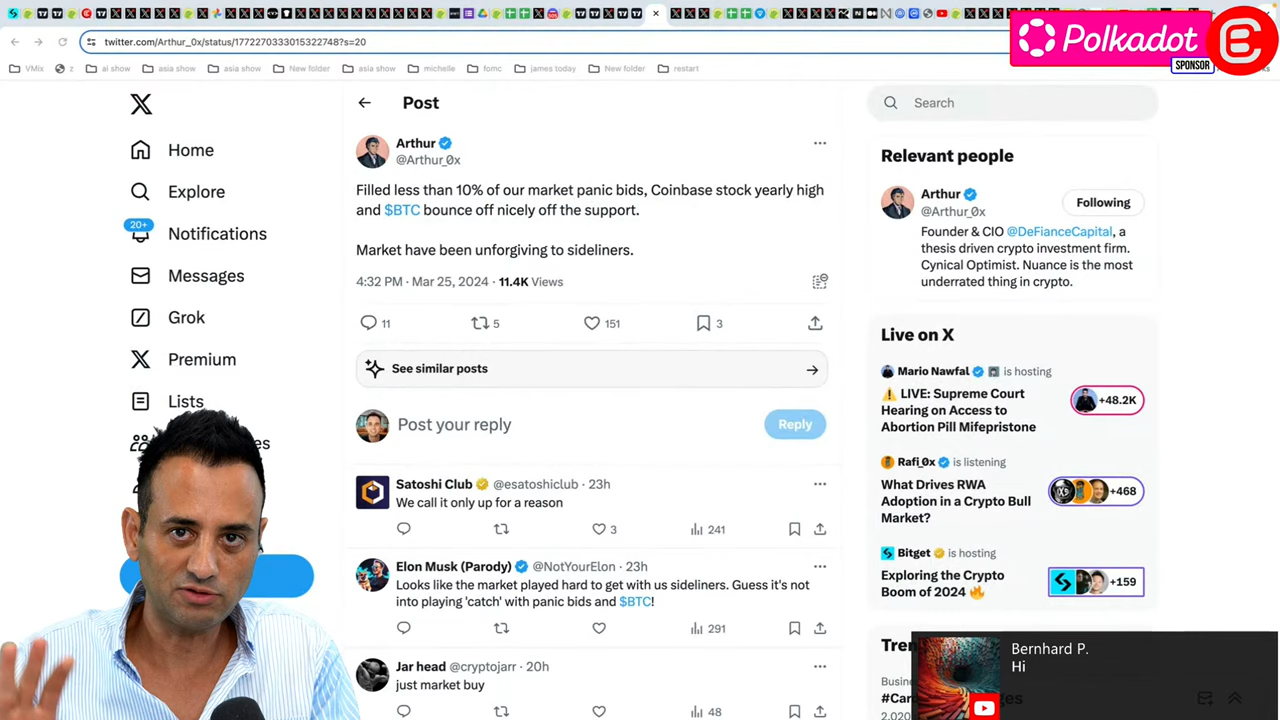 twitter.com/Arthur_0x/status/1772270333015322748?s=20
VMix
z
ai show
asia show
asia show
New folder
asia show
michelle
fomc
james today
New folder
restart
Polkadot
SPONSOR
Post
Search
Home
Explore
20+
Notifications
Messages
Grok
Premium
Lists
Arthur
@Arthur_0x
Filled less than 10% of our market panic bids, Coinbase stock yearly high
and $BTC bounce off nicely off the support.
Market have been unforgiving to sideliners.
4:32 PM · Mar 25, 2024 · 11.4K Views
11
5
151
3
See similar posts
Post your reply
Reply
Satoshi Club @esatoshiclub · 23h
We call it only up for a reason
3
241
Elon Musk (Parody) @NotYourElon · 23h
Looks like the market played hard to get with us sideliners. Guess it's not
into playing 'catch' with panic bids and $BTC!
291
Jar head @cryptojarr · 20h
just market buy
48
Relevant people
Arthur
@Arthur_0x
Following
Founder & CIO @DeFianceCapital, a
thesis driven crypto investment firm.
Cynical Optimist. Nuance is the most
underrated thing in crypto.
Live on X
Mario Nawfal is hosting
LIVE: Supreme Court
Hearing on Access to
Abortion Pill Mifepristone
+48.2K
Rafi_0x is listening
What Drives RWA
Adoption in a Crypto Bull
Market?
+468
Bitget is hosting
Exploring the Crypto
Boom of 2024
+159
Bernhard P.
Hi